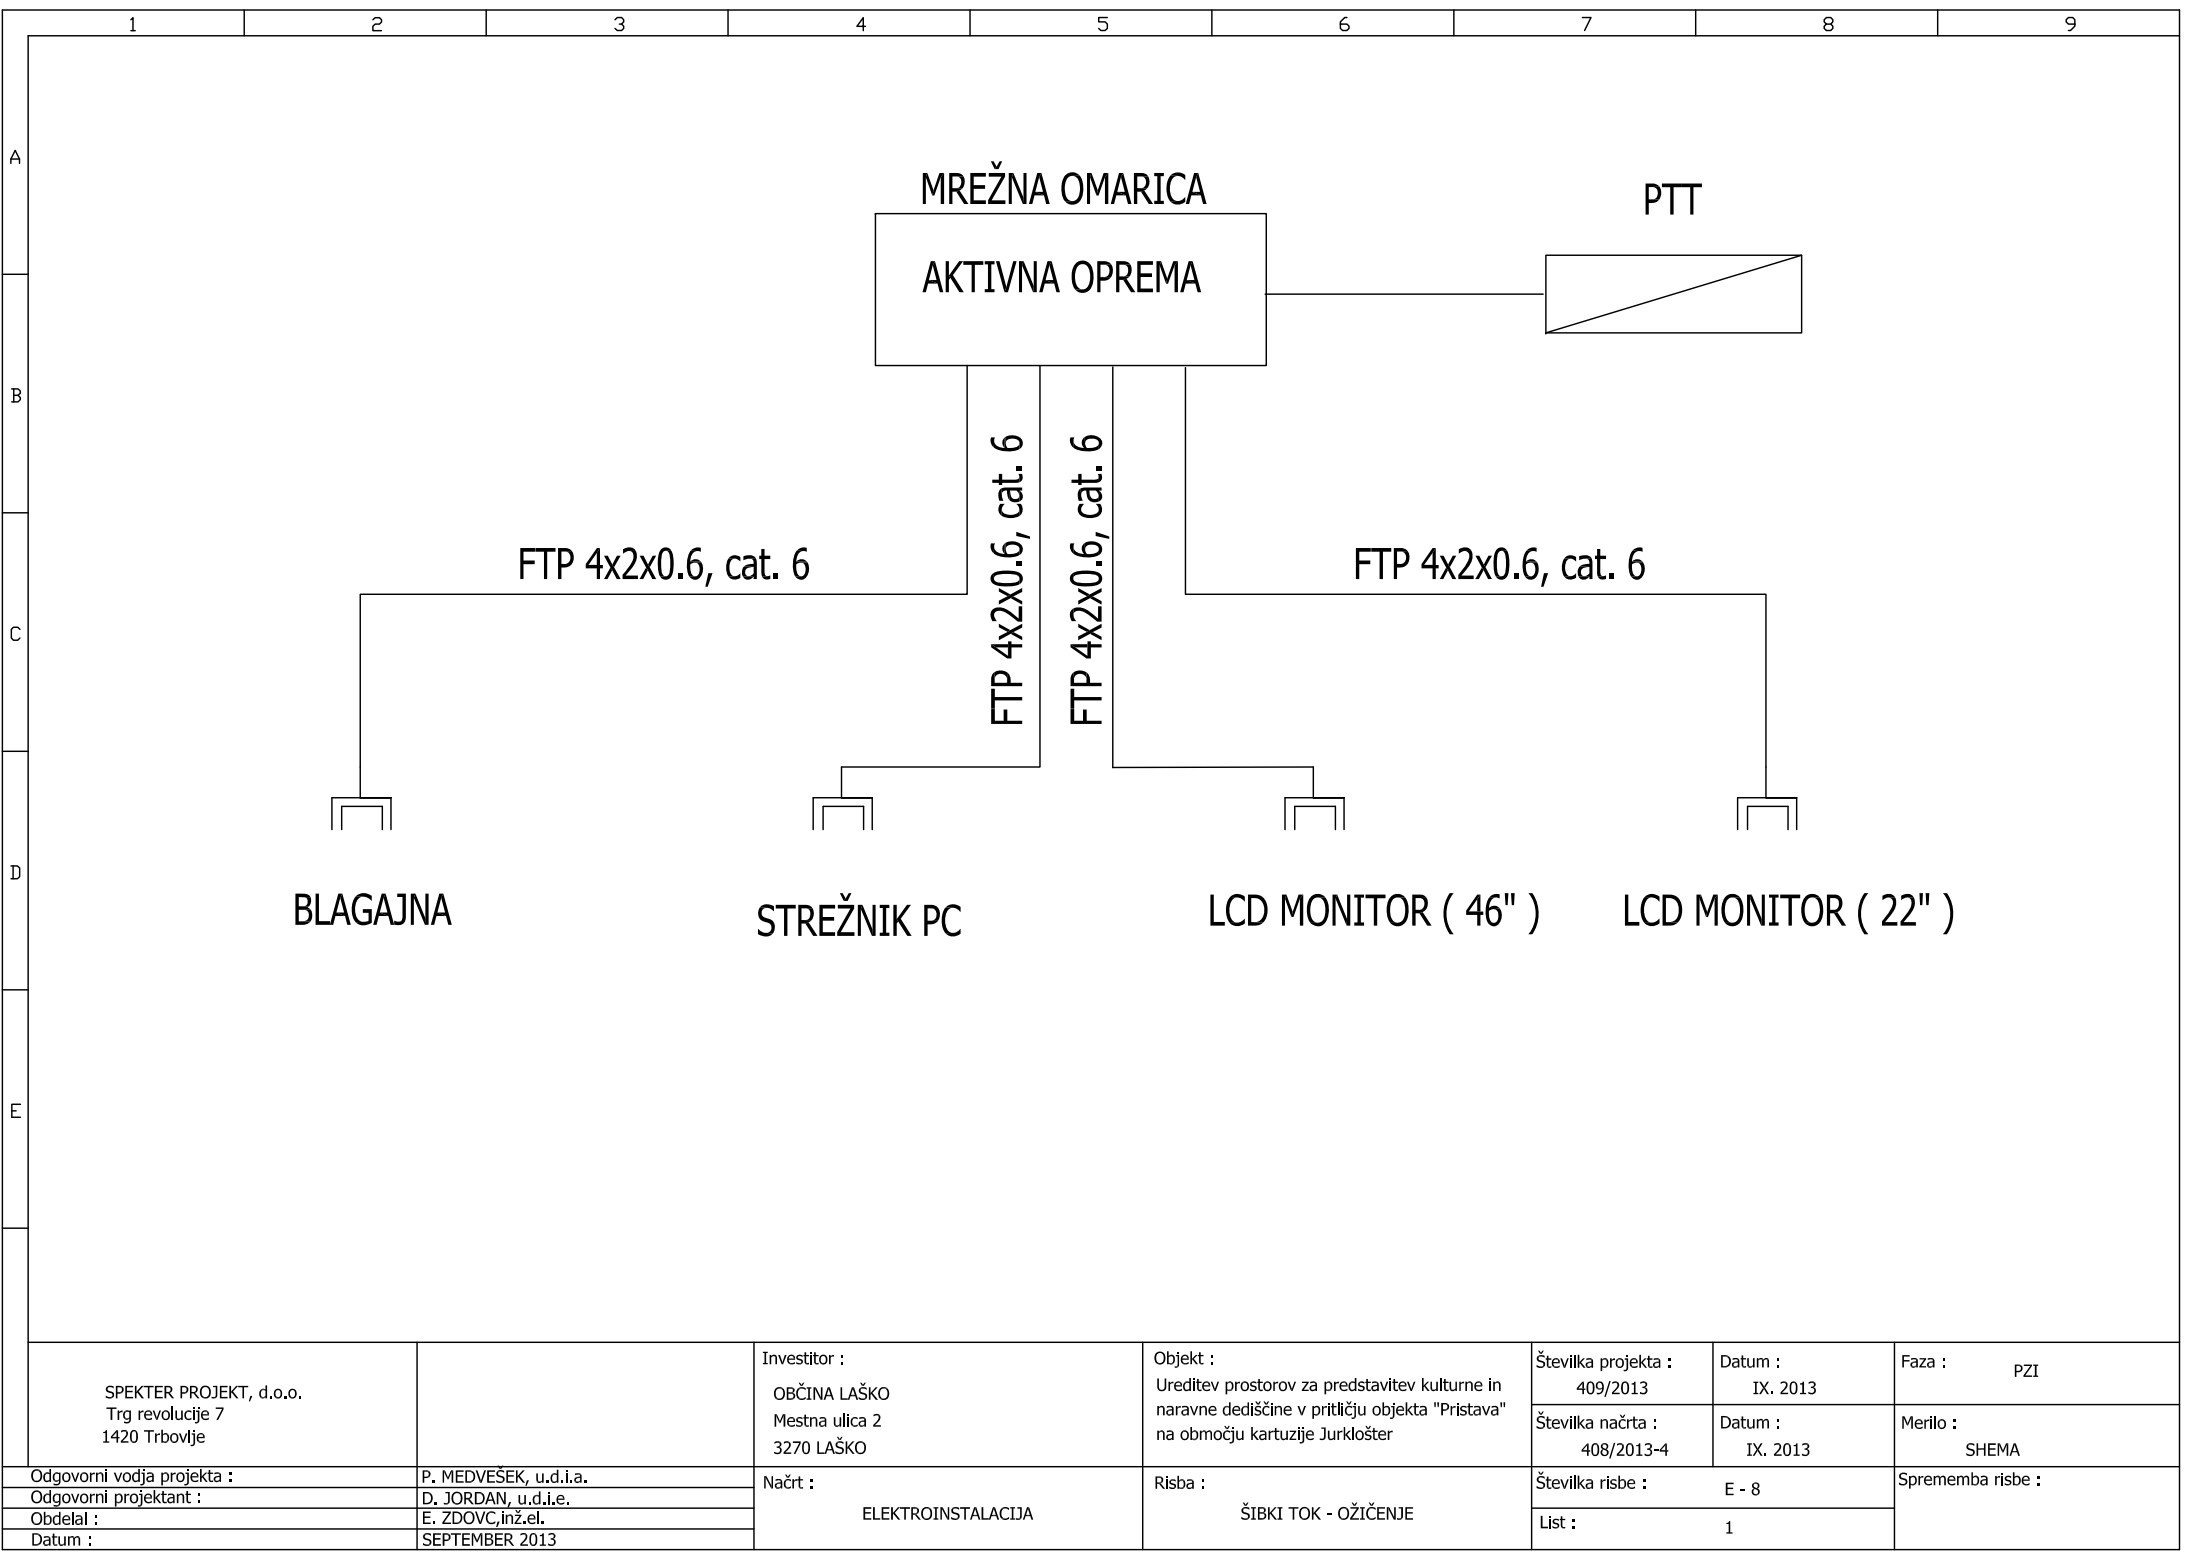 1 2 3 4 5 6 7 8 9
A
B
C
D
E
MREŽNA OMARICA
AKTIVNA OPREMA
PTT
FTP 4x2x0.6, cat. 6
FTP 4x2x0.6, cat. 6
FTP 4x2x0.6, cat. 6
FTP 4x2x0.6, cat. 6
BLAGAJNA
STREŽNIK PC
LCD MONITOR ( 46" )
LCD MONITOR ( 22" )
SPEKTER PROJEKT, d.o.o.
Trg revolucije 7
1420 Trbovlje
Investitor :
OBČINA LAŠKO
Mestna ulica 2
3270 LAŠKO
Objekt :
Ureditev prostorov za predstavitev kulturne in
naravne dediščine v pritličju objekta "Pristava"
na območju kartuzije Jurklošter
Številka projekta :
409/2013
Datum :
IX. 2013
Faza :
PZI
Številka načrta :
408/2013-4
Datum :
IX. 2013
Merilo :
SHEMA
Odgovorni vodja projekta :
P. MEDVEŠEK, u.d.i.a.
Odgovorni projektant :
D. JORDAN, u.d.i.e.
Obdelal :
E. ZDOVC,inž.el.
Datum :
SEPTEMBER 2013
Načrt :
ELEKTROINSTALACIJA
Risba :
ŠIBKI TOK - OŽIČENJE
Številka risbe :
E - 8
List :
1
Sprememba risbe :